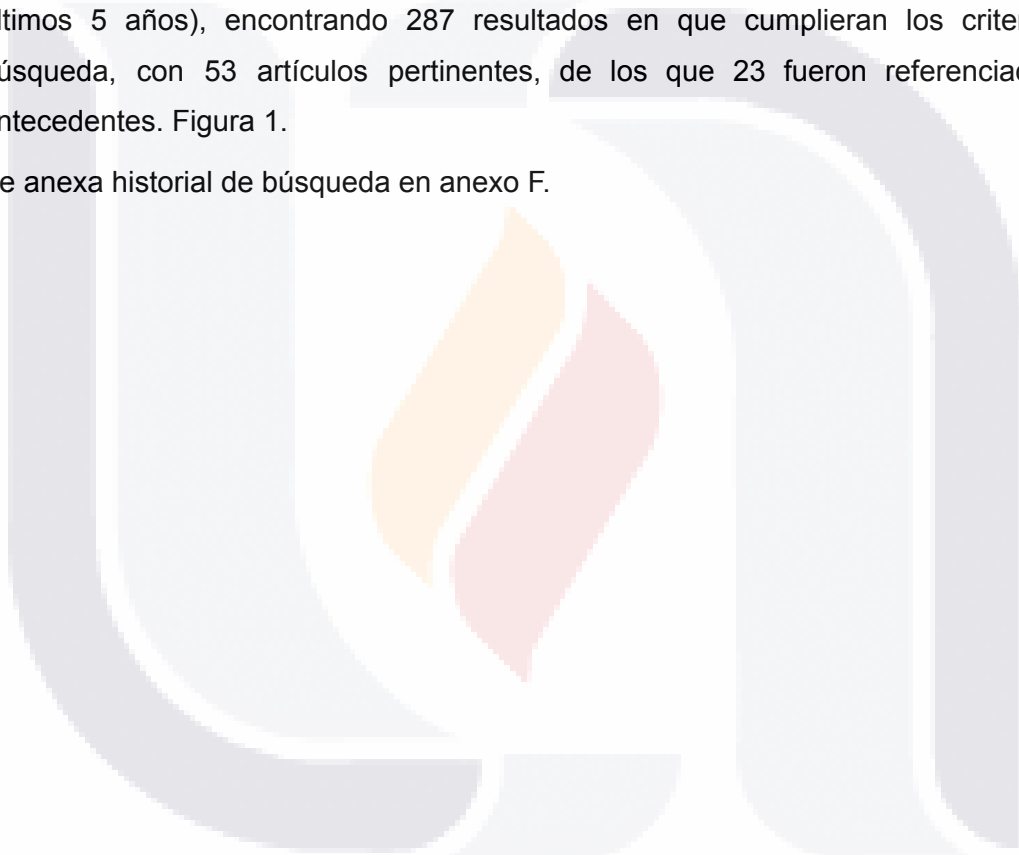 ltimos 5 años), encontrando 287 resultados en que cumplieran los criter
úsqueda, con 53 artículos pertinentes, de los que 23 fueron referenciad
ntecedentes. Figura 1.
e anexa historial de búsqueda en anexo F.